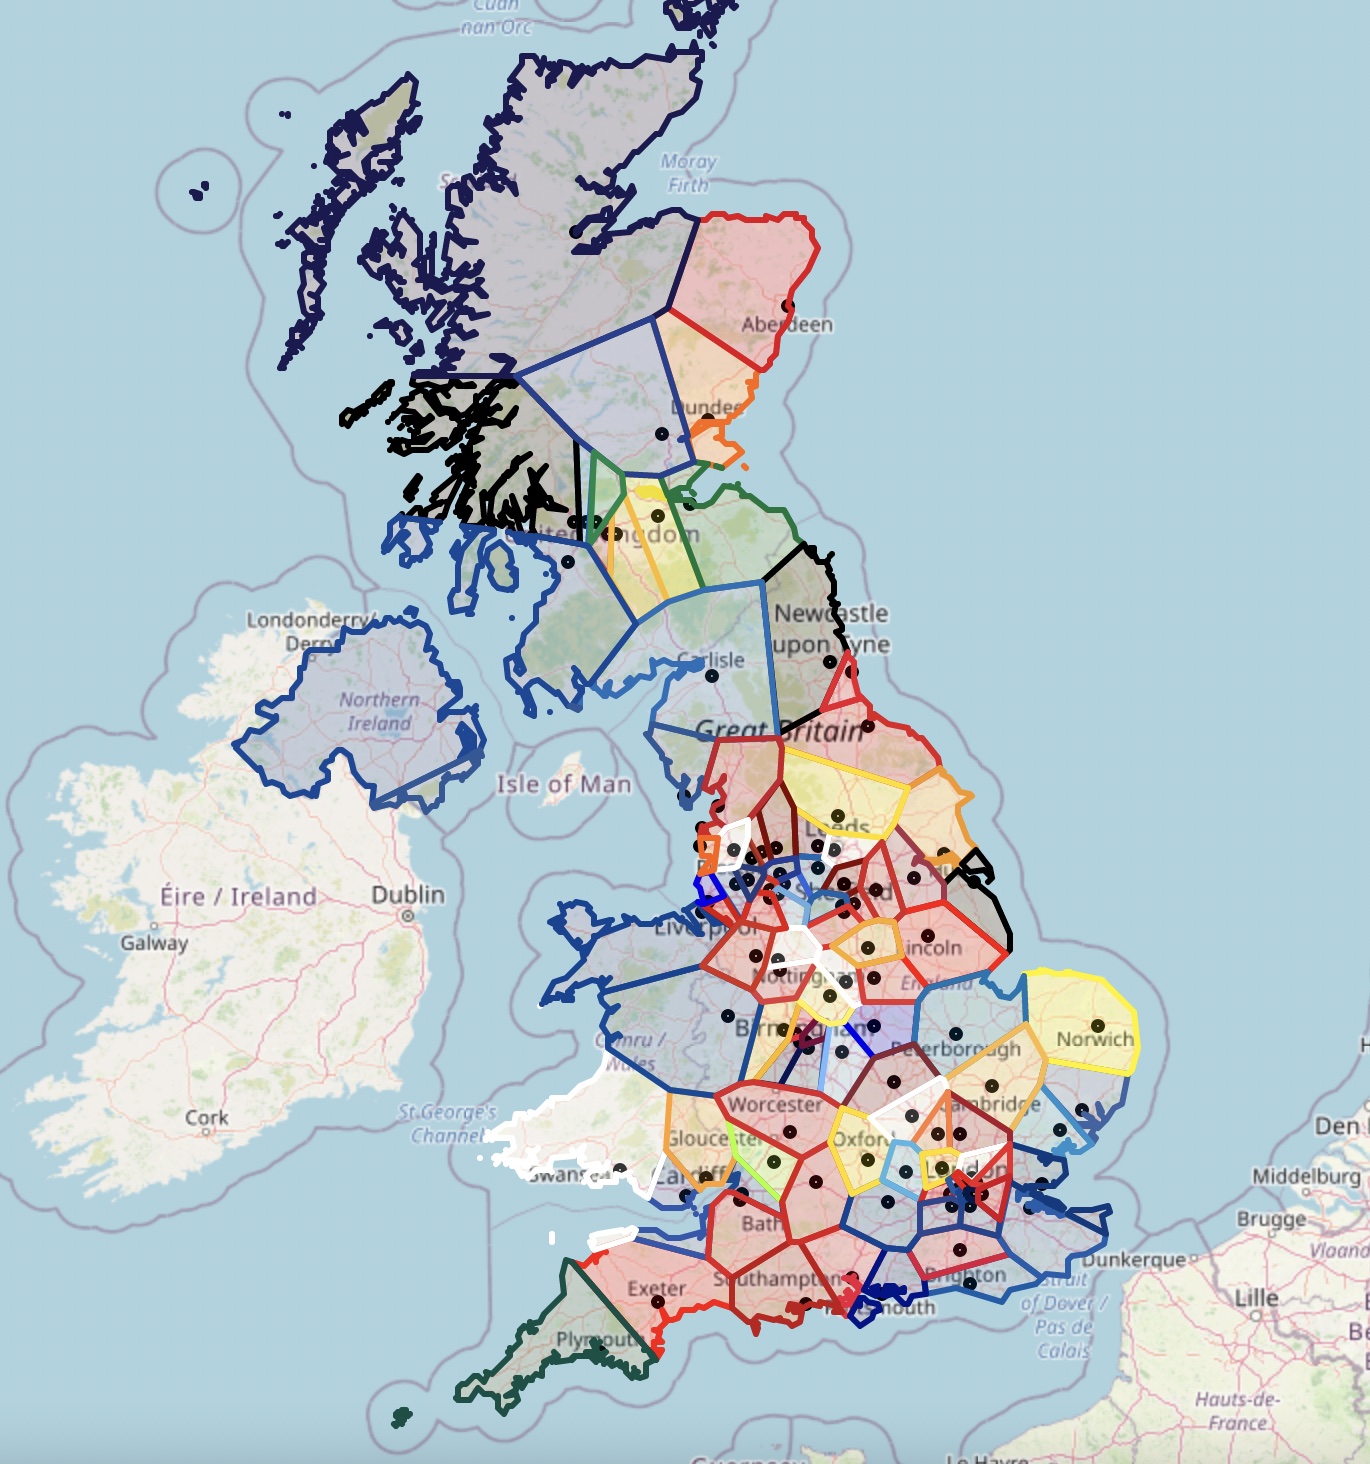 Cuan
nan Orc
Moray
Firth
Aberdeen
Dundee
Londonderry/
Derry
Newcastle
upon Tyne
Carlisle
Northern
Ireland
Great Britain
Isle of Man
Leeds
Éire / Ireland
Dublin
Galway
Liverpool
Lincoln
Nottingham
England
Birmingham
Norwich
Cymru /
Wales
Peterborough
Cork
St George's
Channel
Worcester
Cambridge
Den
Gloucester
Oxford
Swansea
Cardiff
London
Middelburg
Bath
Brugge
Vlaand
Dunkerque
Exeter
Southampton
Brighton
Strait
of Dover /
Pas de
Calais
Lille
Portsmouth
Plymouth
Hauts-de-
France
Guernsey
Le Havre